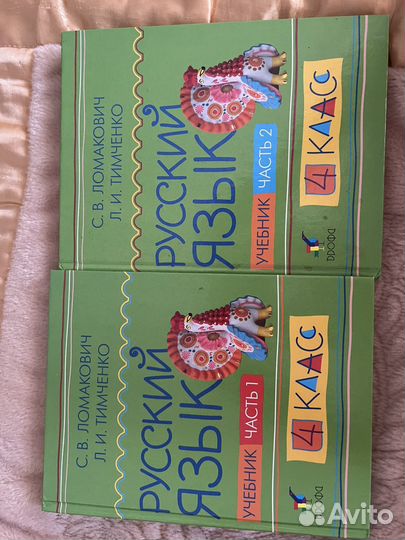 С. В. ЛОМАКОВИЧ
Л. И. ТИМЧЕНКО
РУССКИЙ
ЯЗЫК
УЧЕБНИК ЧАСТЬ 2
4 КЛАСС
ДРОФА
С. В. ЛОМАКОВИЧ
Л. И. ТИМЧЕНКО
РУССКИЙ
ЯЗЫК
УЧЕБНИК ЧАСТЬ 1
4 КЛАСС
ДРОФА
Avito